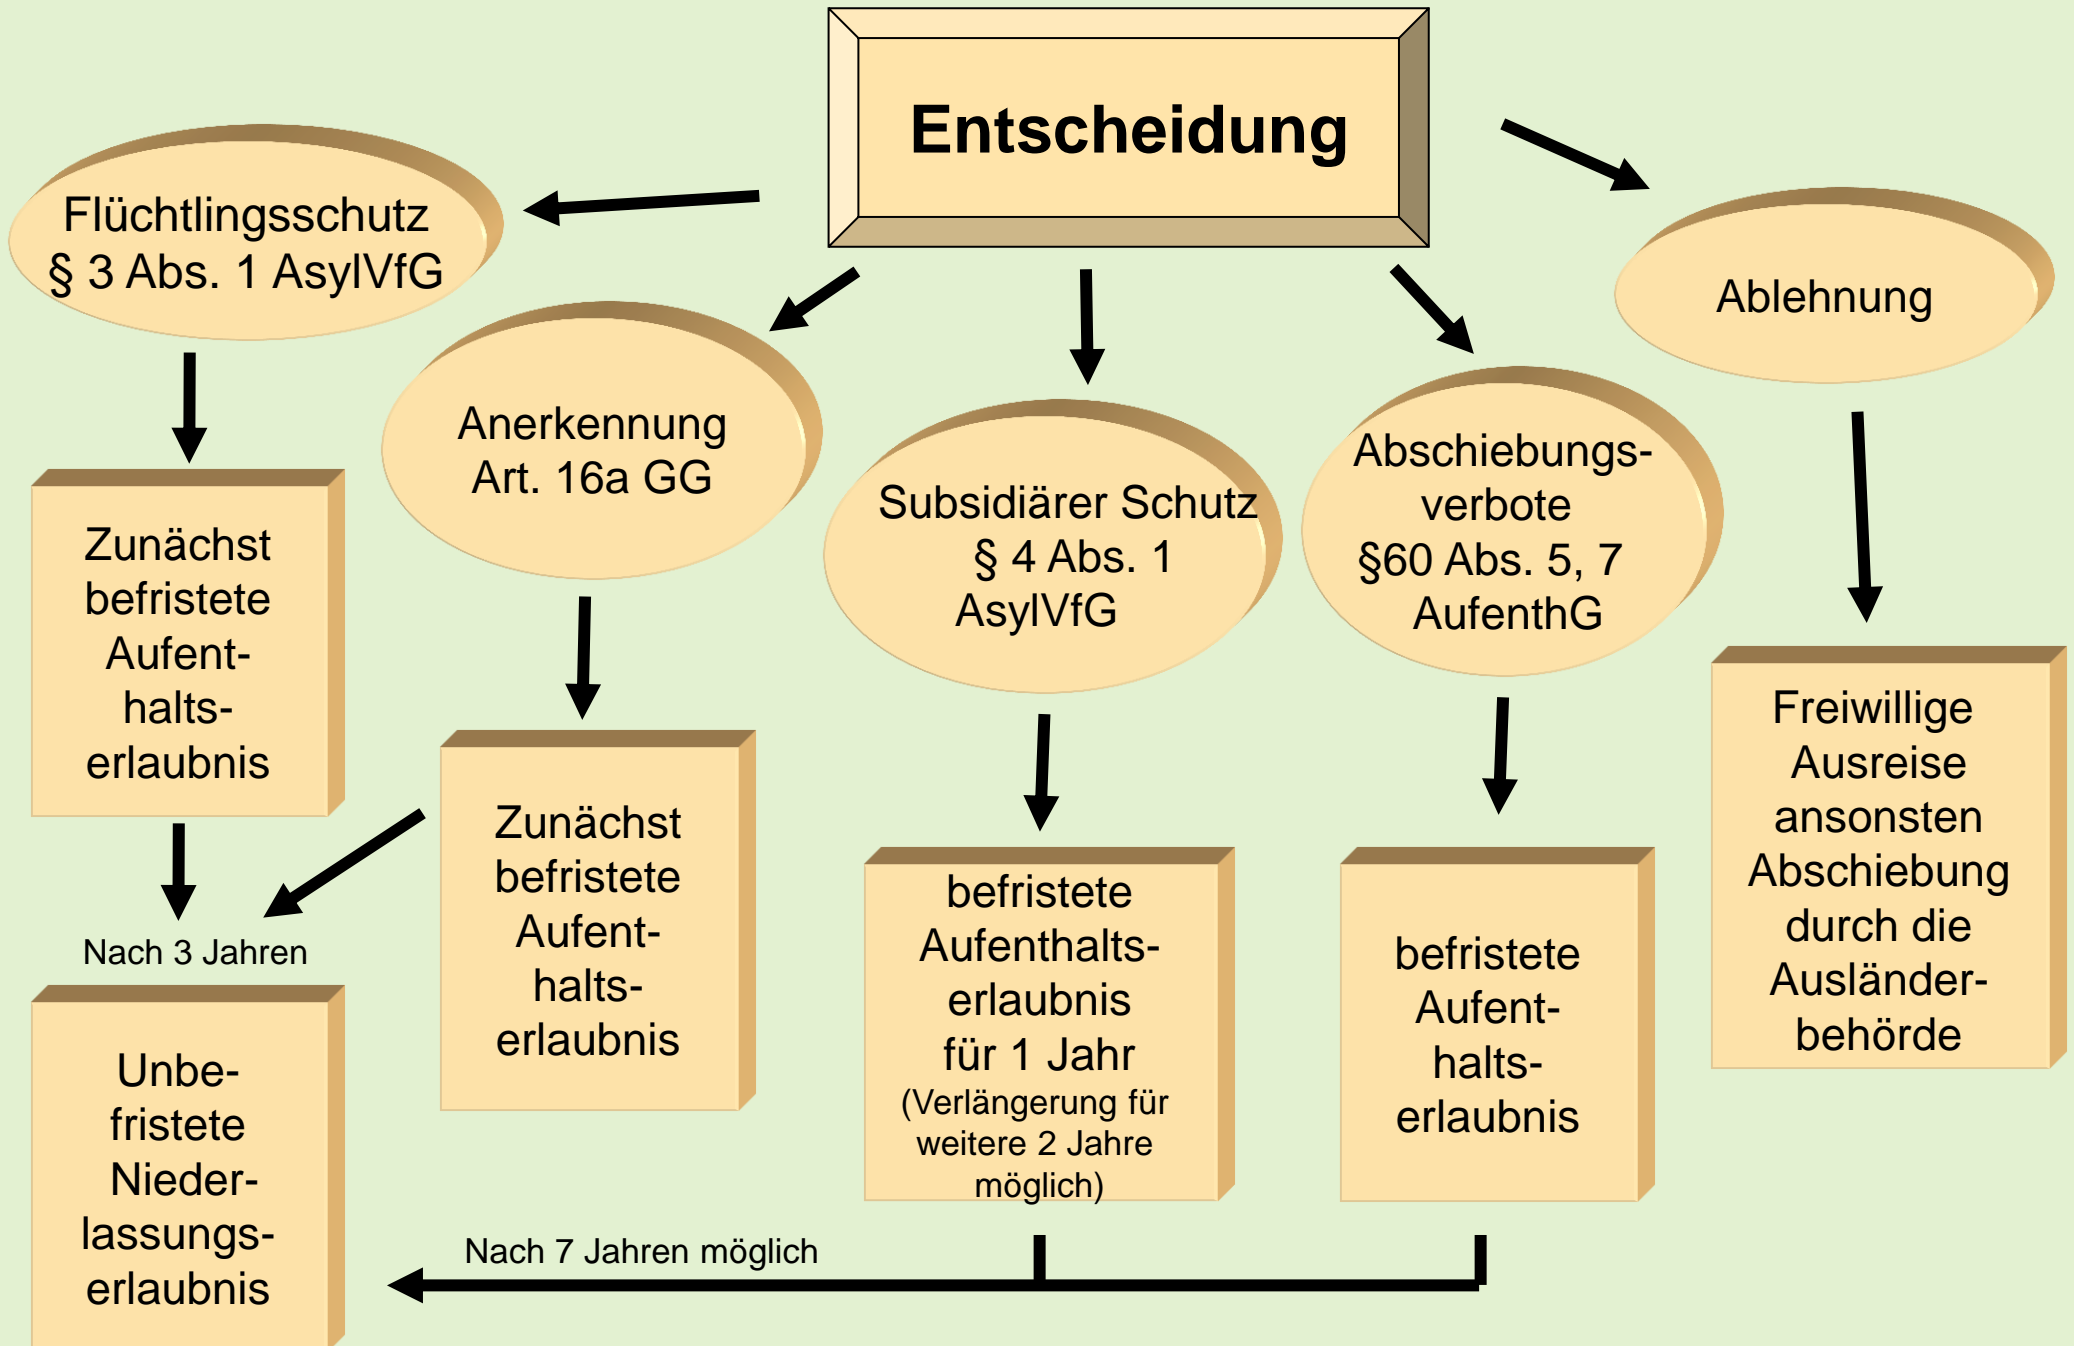 Entscheidung
Flüchtlingsschutz
§ 3 Abs. 1 AsylVfG
Anerkennung
Art. 16a GG
Subsidiärer Schutz
§ 4 Abs. 1
AsylVfG
Abschiebungs-
verbote
§60 Abs. 5, 7
AufenthG
Ablehnung
Zunächst
befristete
Aufent-
halts-
erlaubnis
Zunächst
befristete
Aufent-
halts-
erlaubnis
befristete
Aufenthalts-
erlaubnis
für 1 Jahr
(Verlängerung für
weitere 2 Jahre
möglich)
befristete
Aufent-
halts-
erlaubnis
Freiwillige
Ausreise
ansonsten
Abschiebung
durch die
Ausländer-
behörde
Nach 3 Jahren
Unbe-
fristete
Nieder-
lassungs-
erlaubnis
Nach 7 Jahren möglich